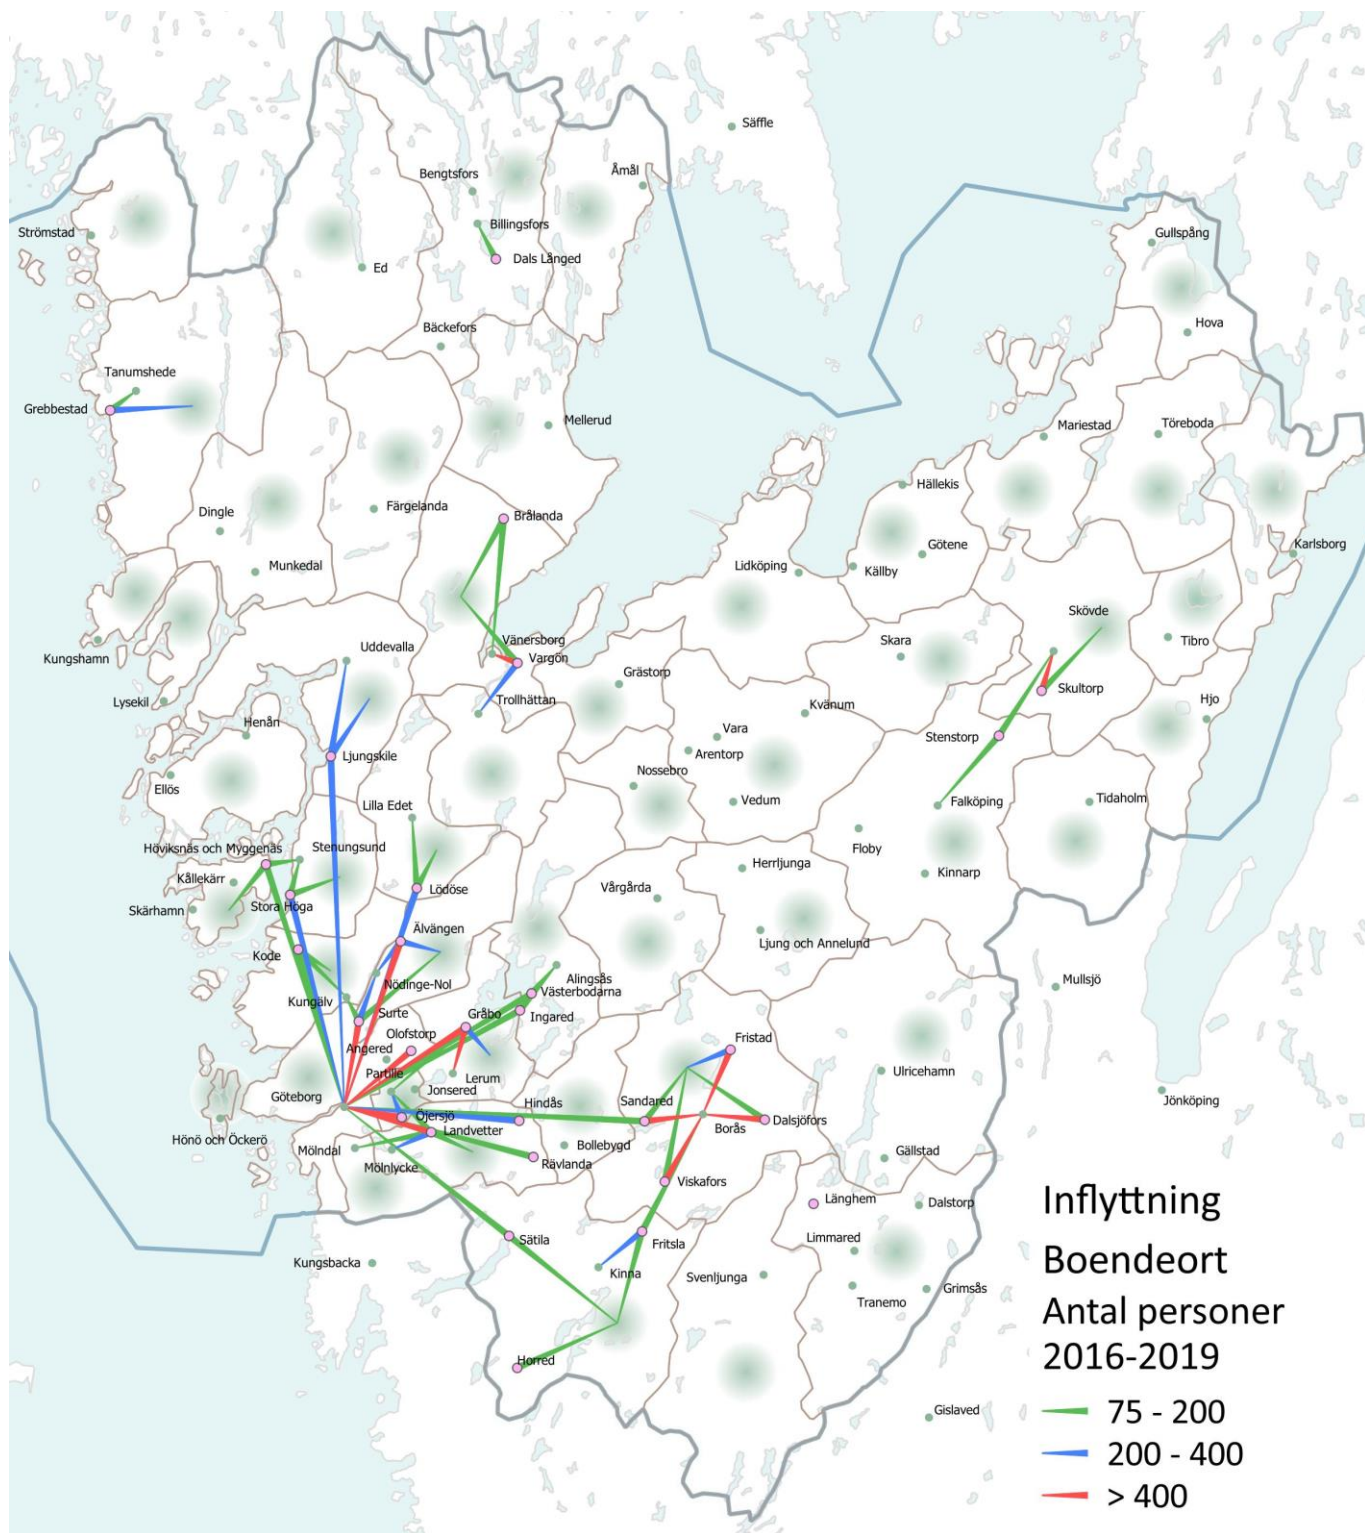 Säffle
Åmål
Bengtsfors
Billingsfors
Strömstad
Gullspång
Dals Långed
Ed
Hova
Bäckefors
Tanumshede
Grebbestad
Mellerud
Töreboda
Mariestad
Hällekis
Färgelanda
Dingle
Brålanda
Karlsborg
Götene
Munkedal
Lidköping
Källby
Skövde
Tibro
Vänersborg
Skara
Uddevalla
Kungshamn
Vargön
Grästorp
Skultorp
Trollhättan
Lysekil
Hjo
Kvänum
Henån
Vara
Stenstorp
Arentorp
Ljungskile
Nossebro
Ellös
Vedum
Falköping
Tidaholm
Lilla Edet
Höviksnäs och Myggenäs
Stenungsund
Floby
Herrljunga
Kinnarp
Kållekärr
Lödöse
Vårgårda
Skärhamn
Stora Höga
Älvängen
Ljung och Annelund
Kode
Alingsås
Mullsjö
Nödinge-Nol
Västerbodarna
Kungälv
Surte
Gråbo
Ingared
Olofstorp
Fristad
Angered
Partille
Lerum
Ulricehamn
Jonsered
Göteborg
Hindås
Sandared
Jönköping
Öjersjö
Hönö och Öckerö
Borås
Dalsjöfors
Landvetter
Bollebygd
Mölndal
Gällstad
Mölnlycke
Rävlanda
Viskafors
Länghem
Dalstorp
Inflyttning
Limmared
Sätila
Fritsla
Boendeort
Kungsbacka
Kinna
Svenljunga
Grimsås
Tranemo
Antal personer
2016-2019
Horred
Gislaved
75 - 200
200 - 400
> 400